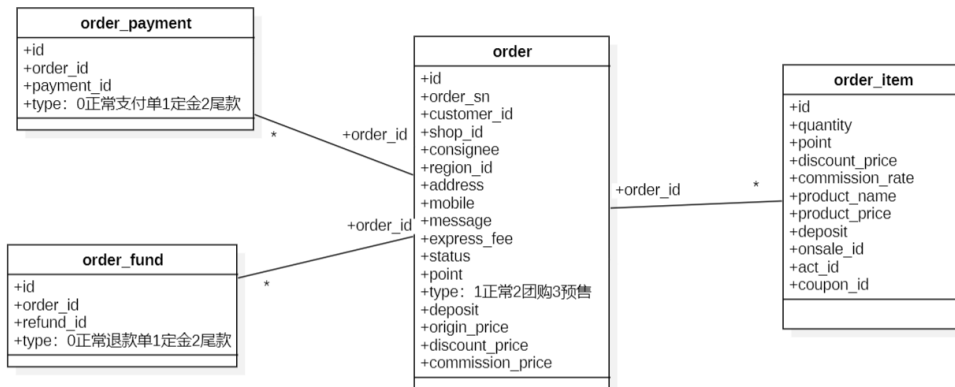 order_payment
+id
+order_id
+payment_id
+type：0正常支付单1定金2尾款
*
+order_id
order
+id
+order_sn
+customer_id
+shop_id
+consignee
+region_id
+address
+mobile
+message
+express_fee
+status
+point
+type：1正常2团购3预售
+deposit
+origin_price
+discount_price
+commission_price
+order_id
*
order_item
+id
+quantity
+point
+discount_price
+commission_rate
+product_name
+product_price
+deposit
+onsale_id
+act_id
+coupon_id
+order_id
*
order_fund
+id
+order_id
+refund_id
+type：0正常退款单1定金2尾款